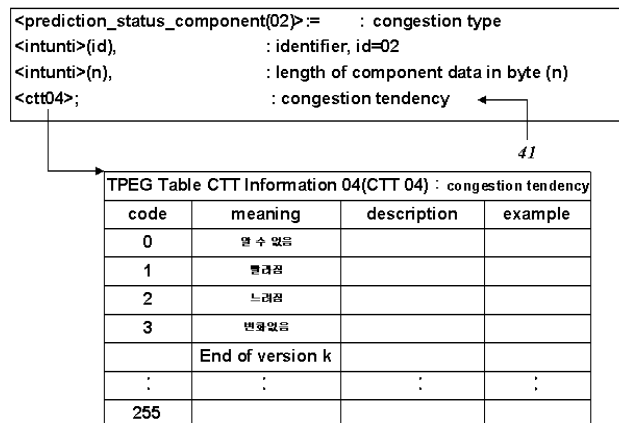 <prediction_status_component(02)>:= : congestion type
<intunti>(id), : identifier, id=02
<intunti>(n), : length of component data in byte (n)
<ctt04>; : congestion tendency
41
TPEG Table CTT Information 04(CTT 04) : congestion tendency
code meaning description example
0 알 수 없음
1 빨라짐
2 느려짐
3 변화없음
End of version k
: : : :
255